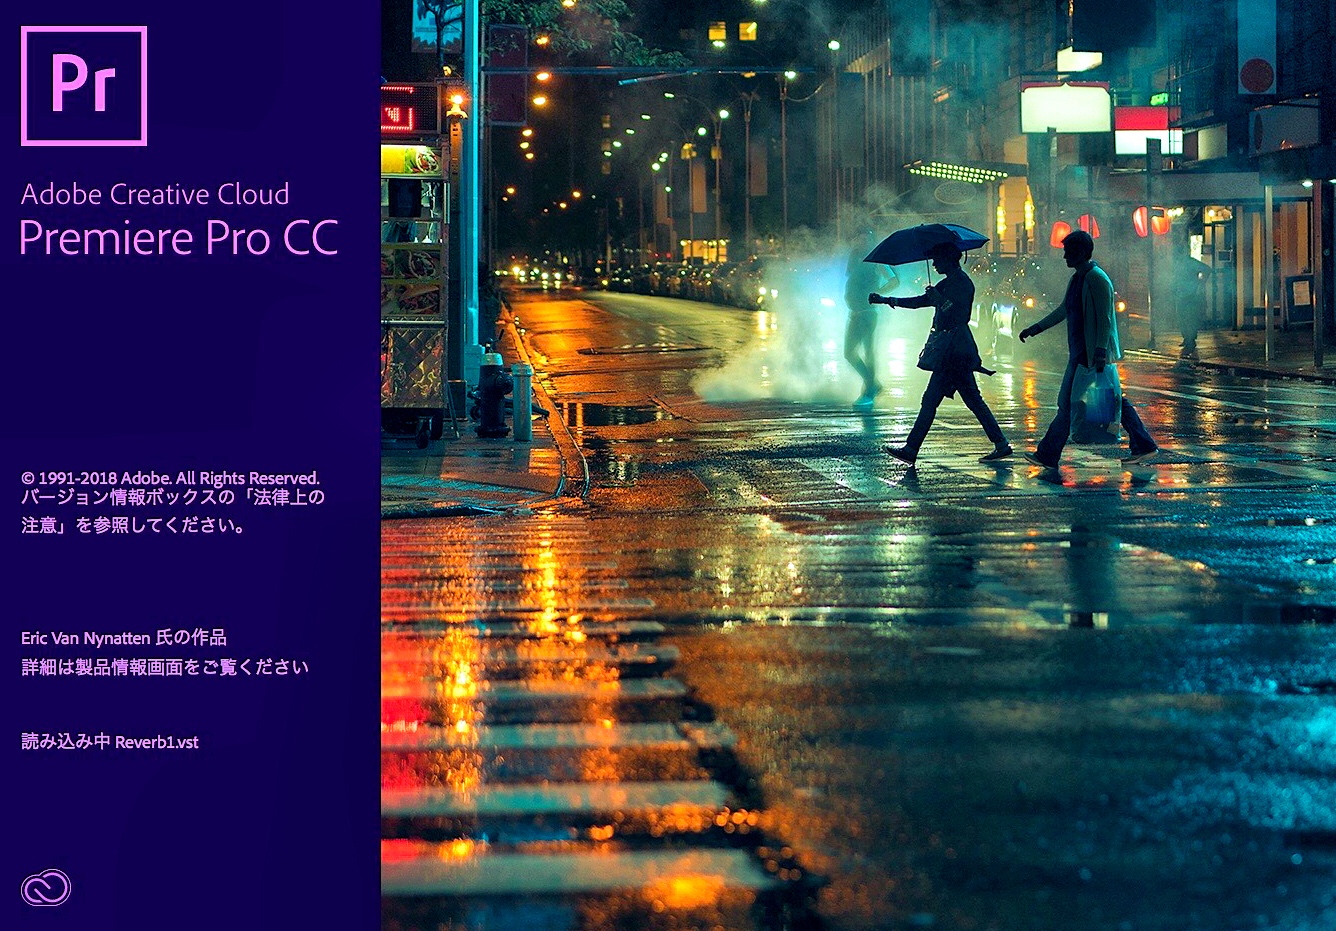 Pr
Adobe Creative Cloud
Premiere Pro CC
© 1991-2018 Adobe. All Rights Reserved.
バージョン情報ボックスの「法律上の
注意」を参照してください。
Eric Van Nynatten 氏の作品
詳細は製品情報画面をご覧ください
読み込み中 Reverb1.vst